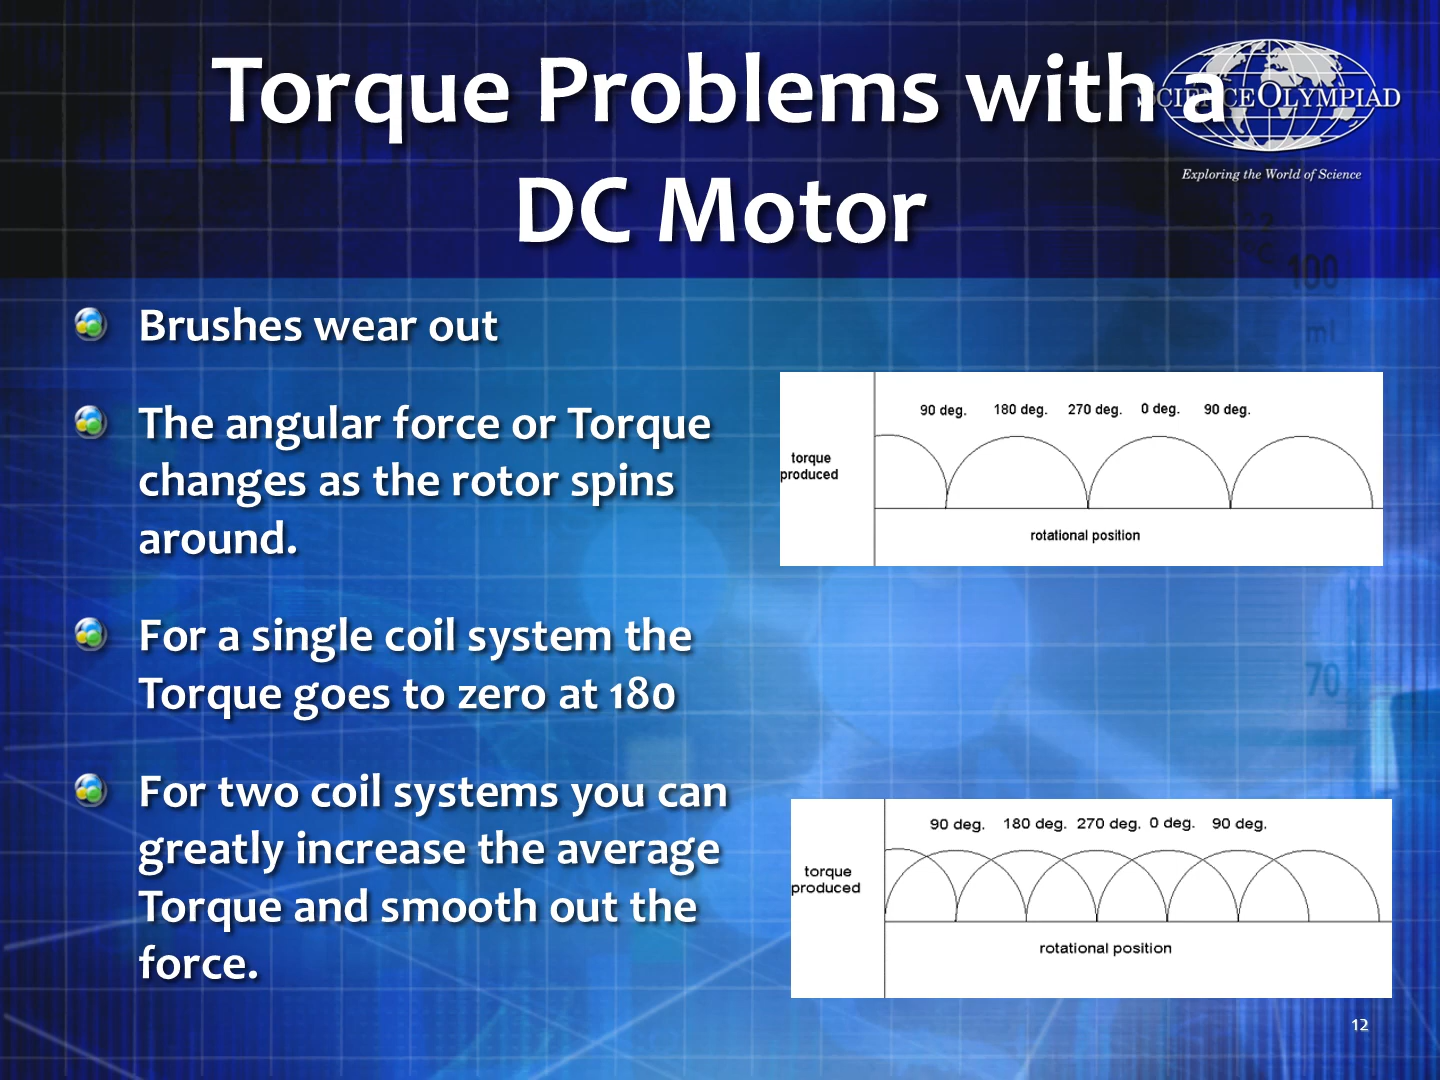 Torque Problems with a
DC Motor
SCIENCE OLYMPIAD
Exploring the World of Science
100
ml
70
Brushes wear out
The angular force or Torque
changes as the rotor spins
around.
For a single coil system the
Torque goes to zero at 180
For two coil systems you can
greatly increase the average
Torque and smooth out the
force.
90 deg. 180 deg. 270 deg. 0 deg. 90 deg.
torque
produced
rotational position
90 deg. 180 deg. 270 deg. 0 deg. 90 deg.
torque
produced
rotational position
12